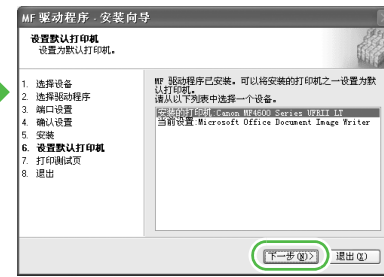 MF 驱动程序 - 安装向导
设置默认打印机
设置为默认打印机。
1. 选择设备
2. 选择驱动程序
3. 端口设置
4. 确认设置
5. 安装
6. 设置默认打印机
7. 打印测试页
8. 退出
MF 驱动程序已安装。可以将安装的打印机之一设置为默
认打印机。
请从以下列表中选择一个设备。
安装的打印机:Canon MF4600 Series UFRII LT
当前设置:Microsoft Office Document Image Writer
下一步(N)>
退出(X)